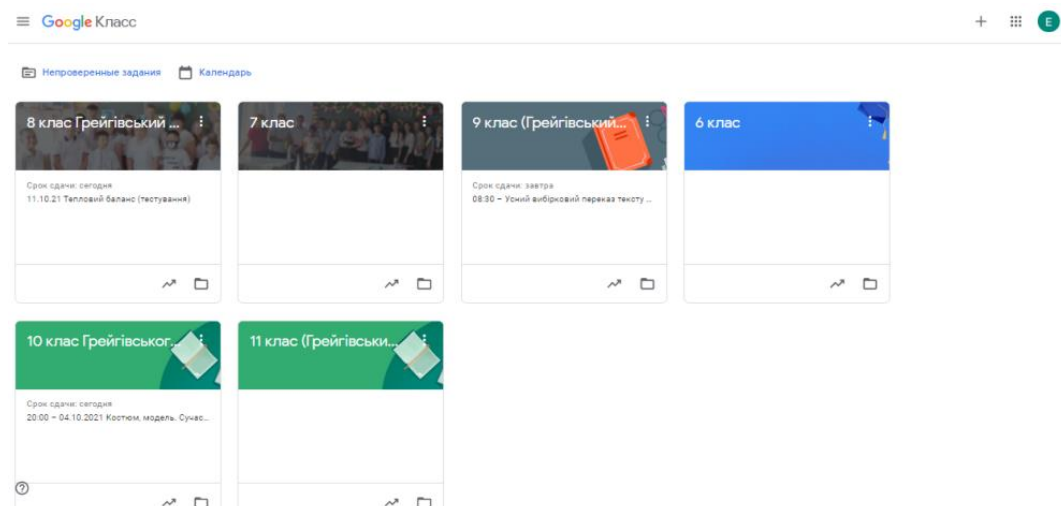 Google Класс
E
Непроверенные задания
Календарь
8 клас Грейгівський ...
7 клас
9 клас (Грейгівський...
6 клас
Срок сдачи: сегодня
11.10.21 Тепловий баланс (тестування)
Срок сдачи: завтра
08:30 – Усний вибірковий переказ тексту ...
10 клас Грейгівськог...
11 клас (Грейгівськи...
Срок сдачи: сегодня
20:00 – 04.10.2021 Костюм, модель. Сучас...